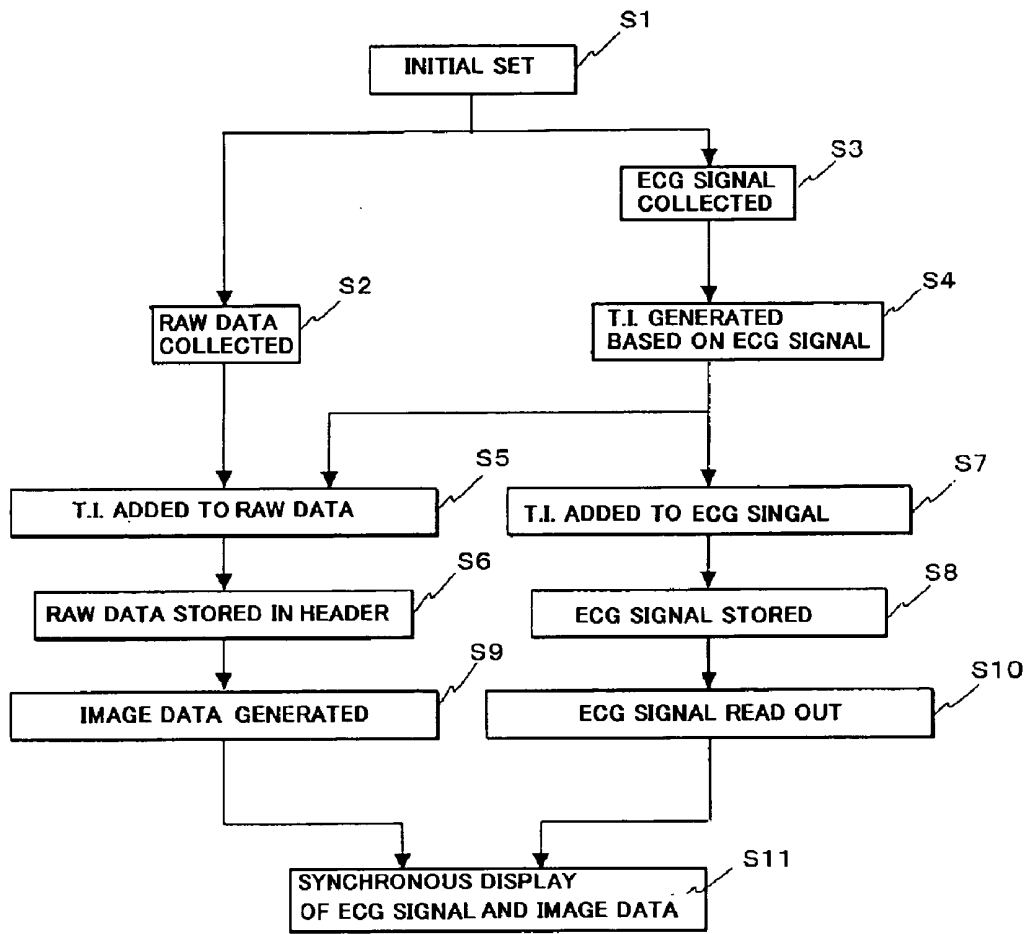 S1
INITIAL SET
S3
ECG SIGNAL
COLLECTED
S2
RAW DATA
COLLECTED
S4
T.I. GENERATED
BASED ON ECG SIGNAL
S5
T.I. ADDED TO RAW DATA
S7
T.I. ADDED TO ECG SINGAL
S6
RAW DATA STORED IN HEADER
S8
ECG SIGNAL STORED
S9
IMAGE DATA GENERATED
S10
ECG SIGNAL READ OUT
S11
SYNCHRONOUS DISPLAY
OF ECG SIGNAL AND IMAGE DATA